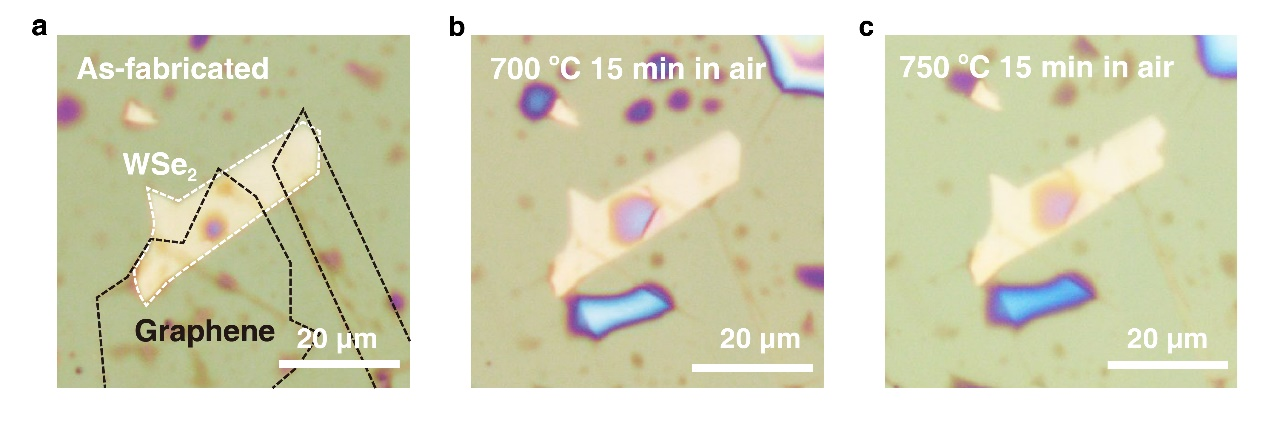 a
As-fabricated
WSe₂
Graphene
20 µm
b
700 °C 15 min in air
20 µm
c
750 °C 15 min in air
20 µm